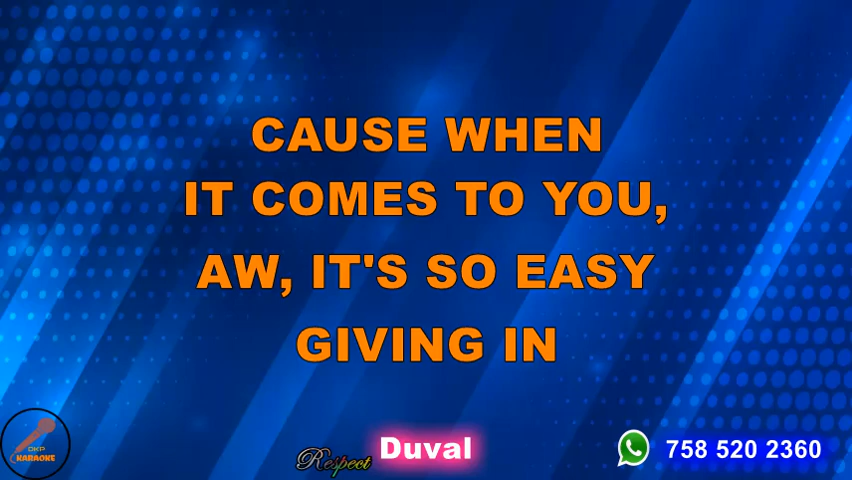 CAUSE WHEN
IT COMES TO YOU,
AW, IT'S SO EASY
GIVING IN
DKP
KARAOKE
Respect Duval
758 520 2360